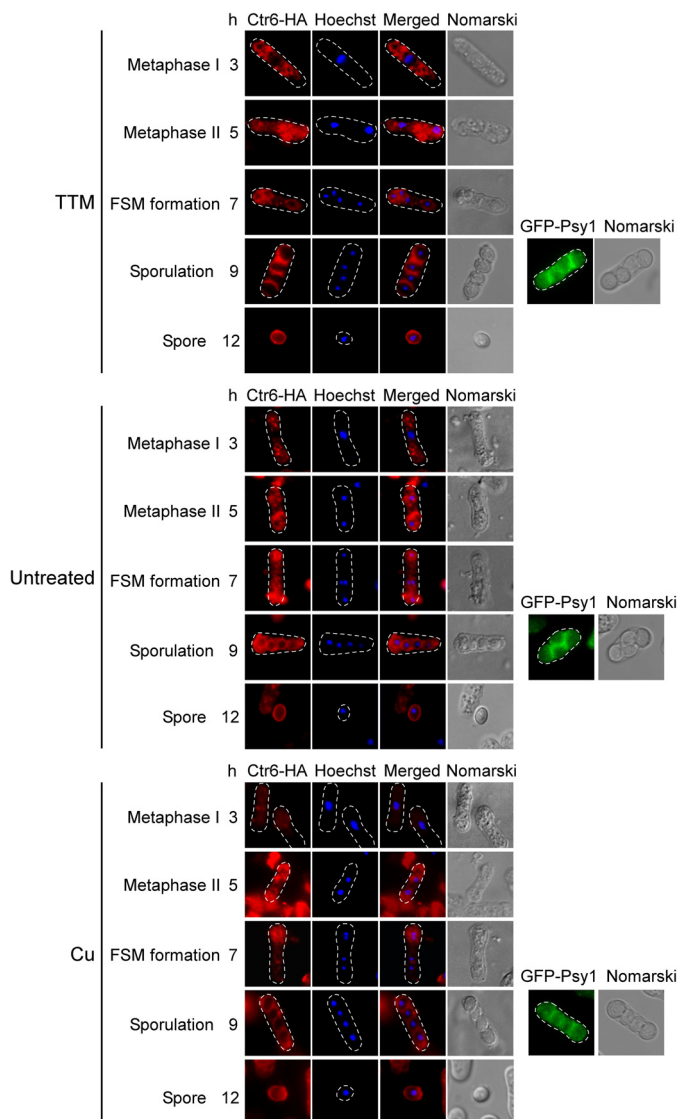 h Ctr6-HA Hoechst Merged Nomarski
Metaphase I 3
Metaphase II 5
TTM
FSM formation 7
GFP-Psy1 Nomarski
Sporulation 9
Spore 12
h Ctr6-HA Hoechst Merged Nomarski
Metaphase I 3
Metaphase II 5
Untreated
FSM formation 7
GFP-Psy1 Nomarski
Sporulation 9
Spore 12
h Ctr6-HA Hoechst Merged Nomarski
Metaphase I 3
Metaphase II 5
Cu
FSM formation 7
GFP-Psy1 Nomarski
Sporulation 9
Spore 12